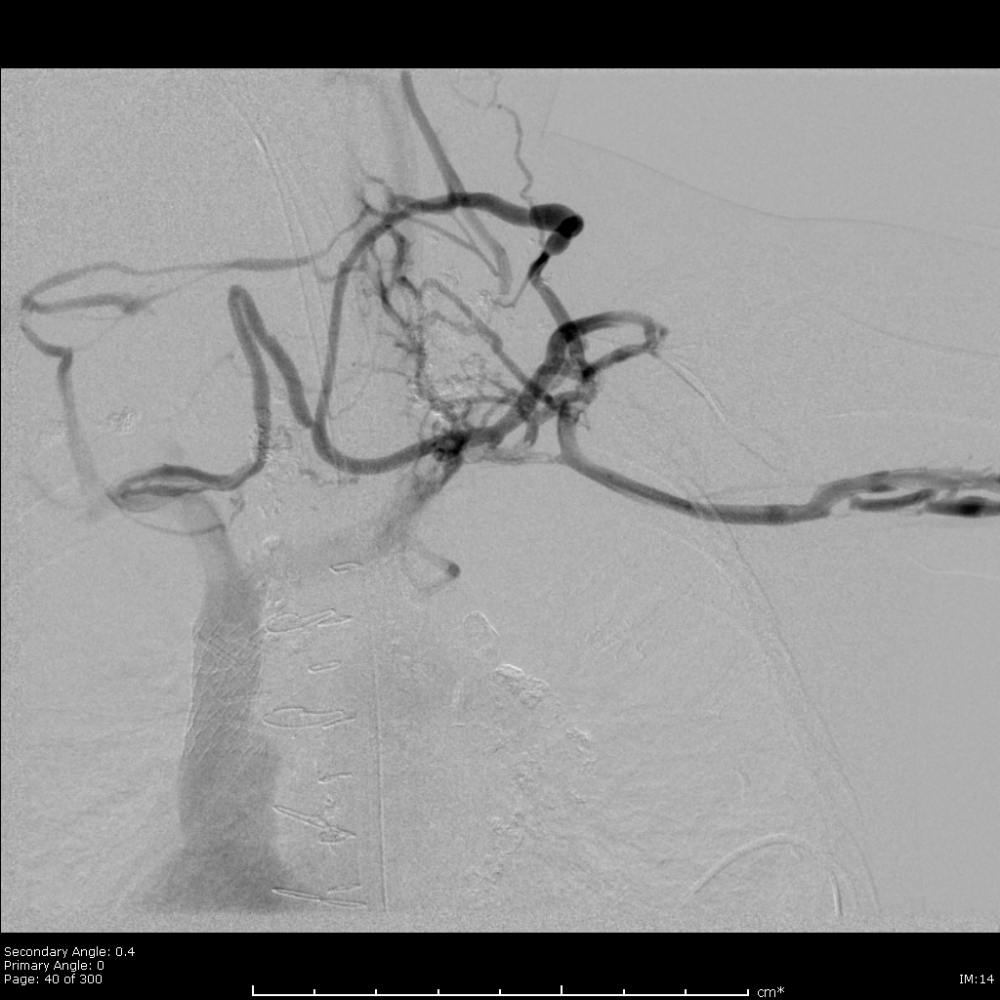 Secondary Angle: 0.4
Primary Angle: 0
Page: 40 of 300
IM:14
cm*